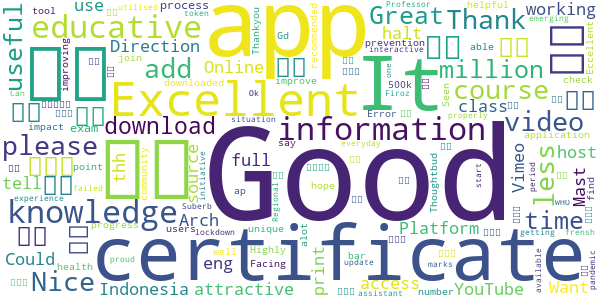 utilised
token
process
Thankyou
Gd
recommended
helpful
Professor
tool
use
educative
app
Great
Thank
working
emerging
useful
improving
Direction
join
Online
halt
prevention
able
interactive
add
downloaded
improve
million
500k
Seen
Eccellent
check
can
Excellent
It
course
Ok
Error
Firoz
one
impact
exam
download
information
class
application
video
situation
everyday
properly
please
thh
full
say
less
host
point
community
source
initiative
ap
hope
Thoughtbud
Vimeo
Mast
start
tell
failed
Good
Regional
time
period
WHO
find
experience
knowledge
Arch
Suberb
unique
aiot
Platform
getting
frensh
Could
progress
users
lockdown
Highly
print
access
marks
available
Want
pandemic
health
eng
well
Facing
bar
update
YouTube
Nice
proud
Indonesia
attractive
assistant
number
certificate